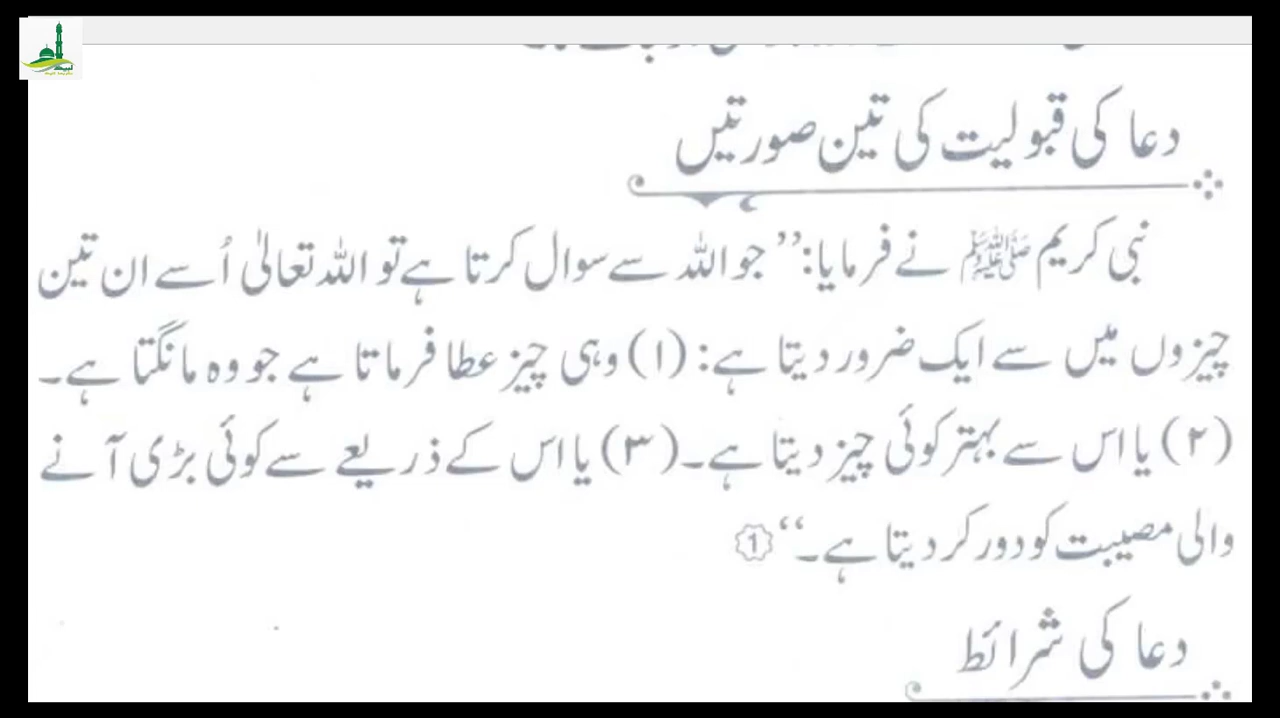 لبیک
دعا کی قبولیت کی تین صورتیں
نبی کریم ﷺ نے فرمایا: ’’جو اللہ سے سوال کرتا ہے تو اللہ تعالیٰ اُسے ان تین
چیزوں میں سے ایک ضرور دیتا ہے: (۱) وہی چیز عطا فرماتا ہے جو وہ مانگتا ہے۔
(۲) یا اس سے بہتر کوئی چیز دیتا ہے۔ (۳) یا اس کے ذریعے سے کوئی بڑی آنے
والی مصیبت کو دور کر دیتا ہے۔‘‘ 1
دعا کی شرائط